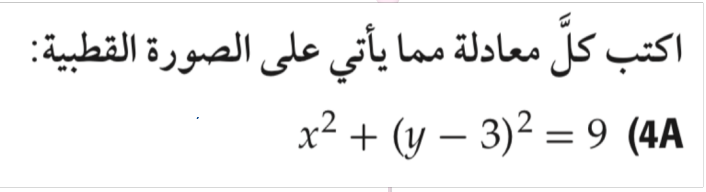 اكتب كلَّ معادلة مما يأتي على الصورة القطبية:
(4A x² + (y − 3)² = 9